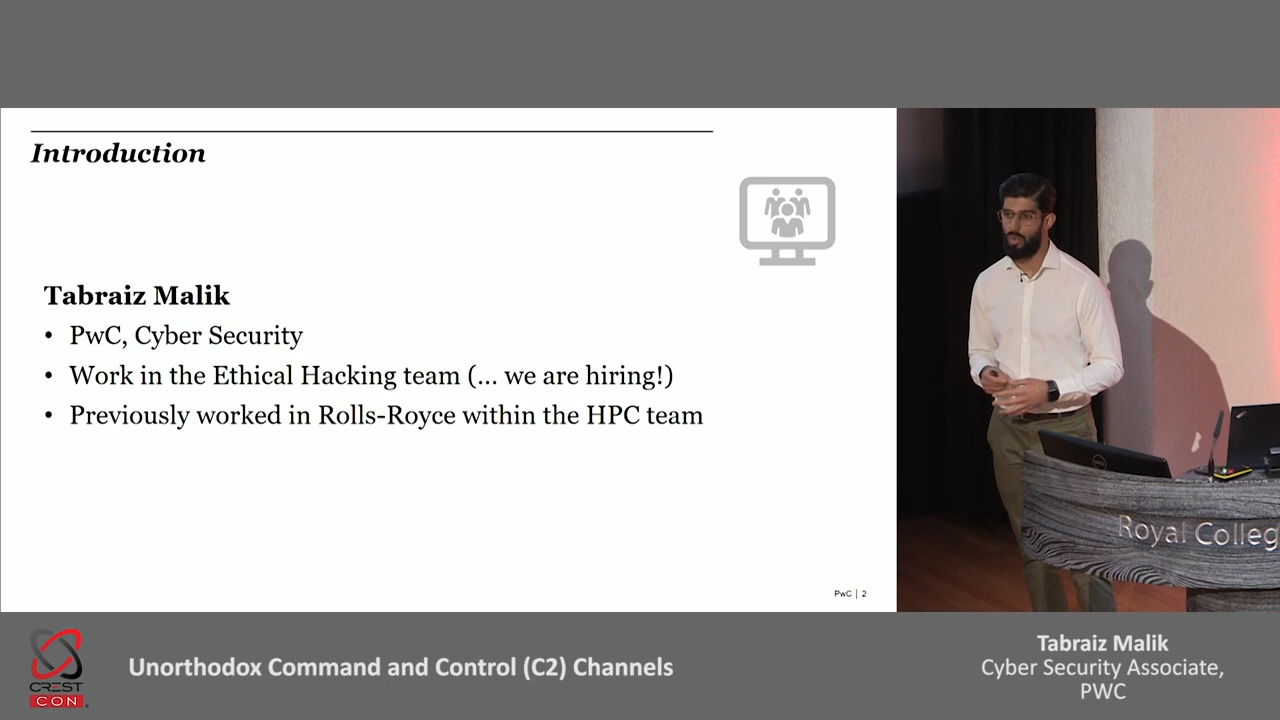 Introduction
Tabraiz Malik
• PwC, Cyber Security
• Work in the Ethical Hacking team (... we are hiring!)
• Previously worked in Rolls-Royce within the HPC team
PwC | 2
Royal Colleg
CREST
CON
Unorthodox Command and Control (C2) Channels
Tabraiz Malik
Cyber Security Associate,
PWC